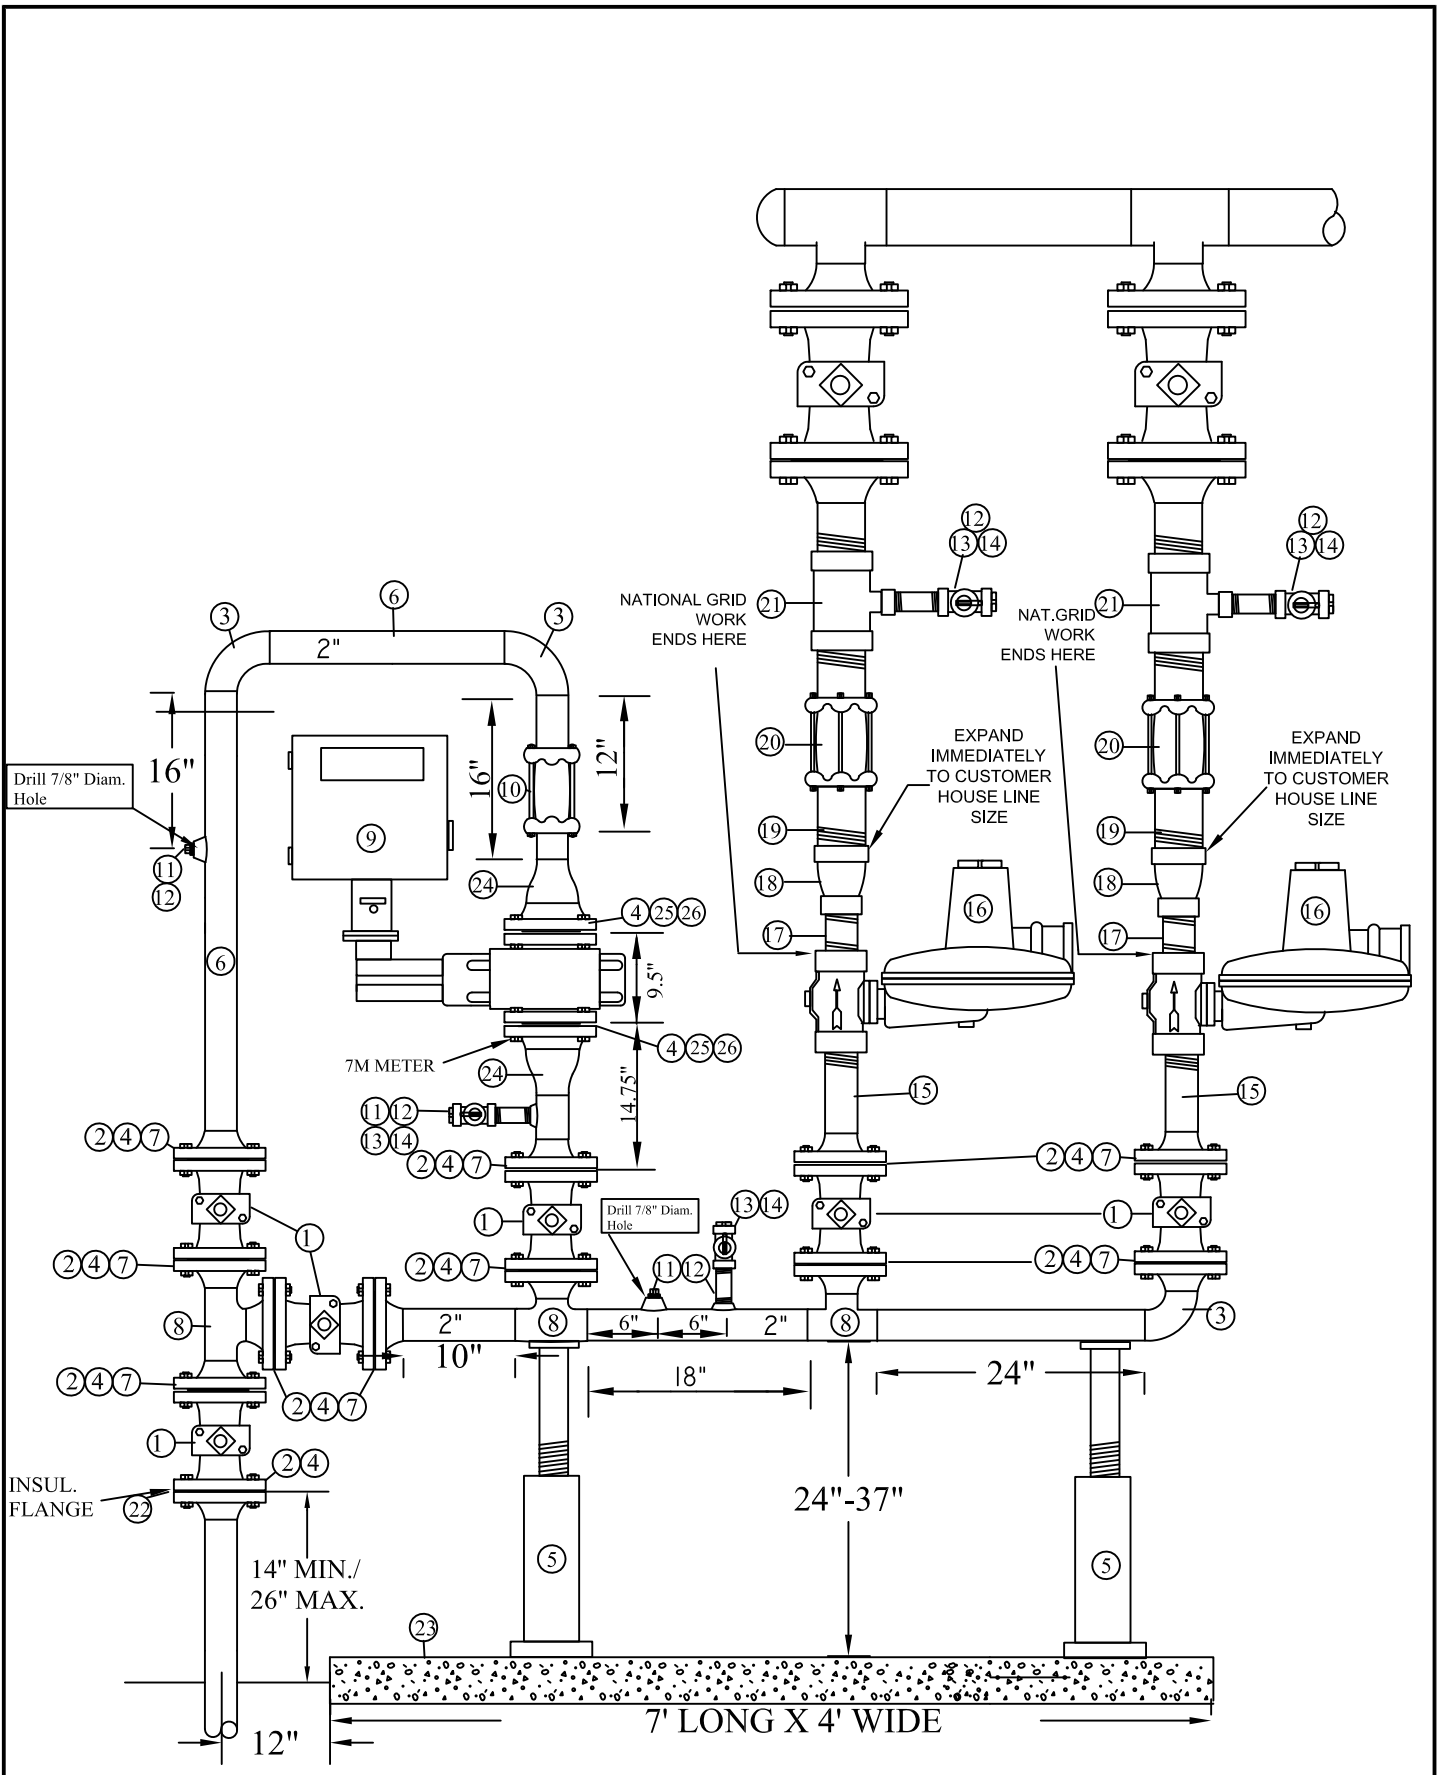 12
13 14
12
13 14
NATIONAL GRID
WORK
ENDS HERE
21
NAT.GRID
WORK
ENDS HERE
21
3
6
3
2"
16"
Drill 7/8" Diam.
Hole
11
12
16"
12"
10
9
20
EXPAND
IMMEDIATELY
TO CUSTOMER
HOUSE LINE
SIZE
20
EXPAND
IMMEDIATELY
TO CUSTOMER
HOUSE LINE
SIZE
19
19
24
18
18
4 25 26
17
16
17
16
6
9.5"
7M METER
4 25 26
24
14.75"
15
15
11 12
13 14
2 4 7
2 4 7
2 4 7
1
1
Drill 7/8" Diam.
Hole
13 14
1
2 4 7
2 4 7
11 12
2 4 7
8
2"
8
6"
6"
2"
8
3
10"
2 4 7
2 4 7
18"
24"
1
2 4
INSUL.
FLANGE
22
24"-37"
14" MIN./
26" MAX.
5
5
23
7' LONG X 4' WIDE
12"